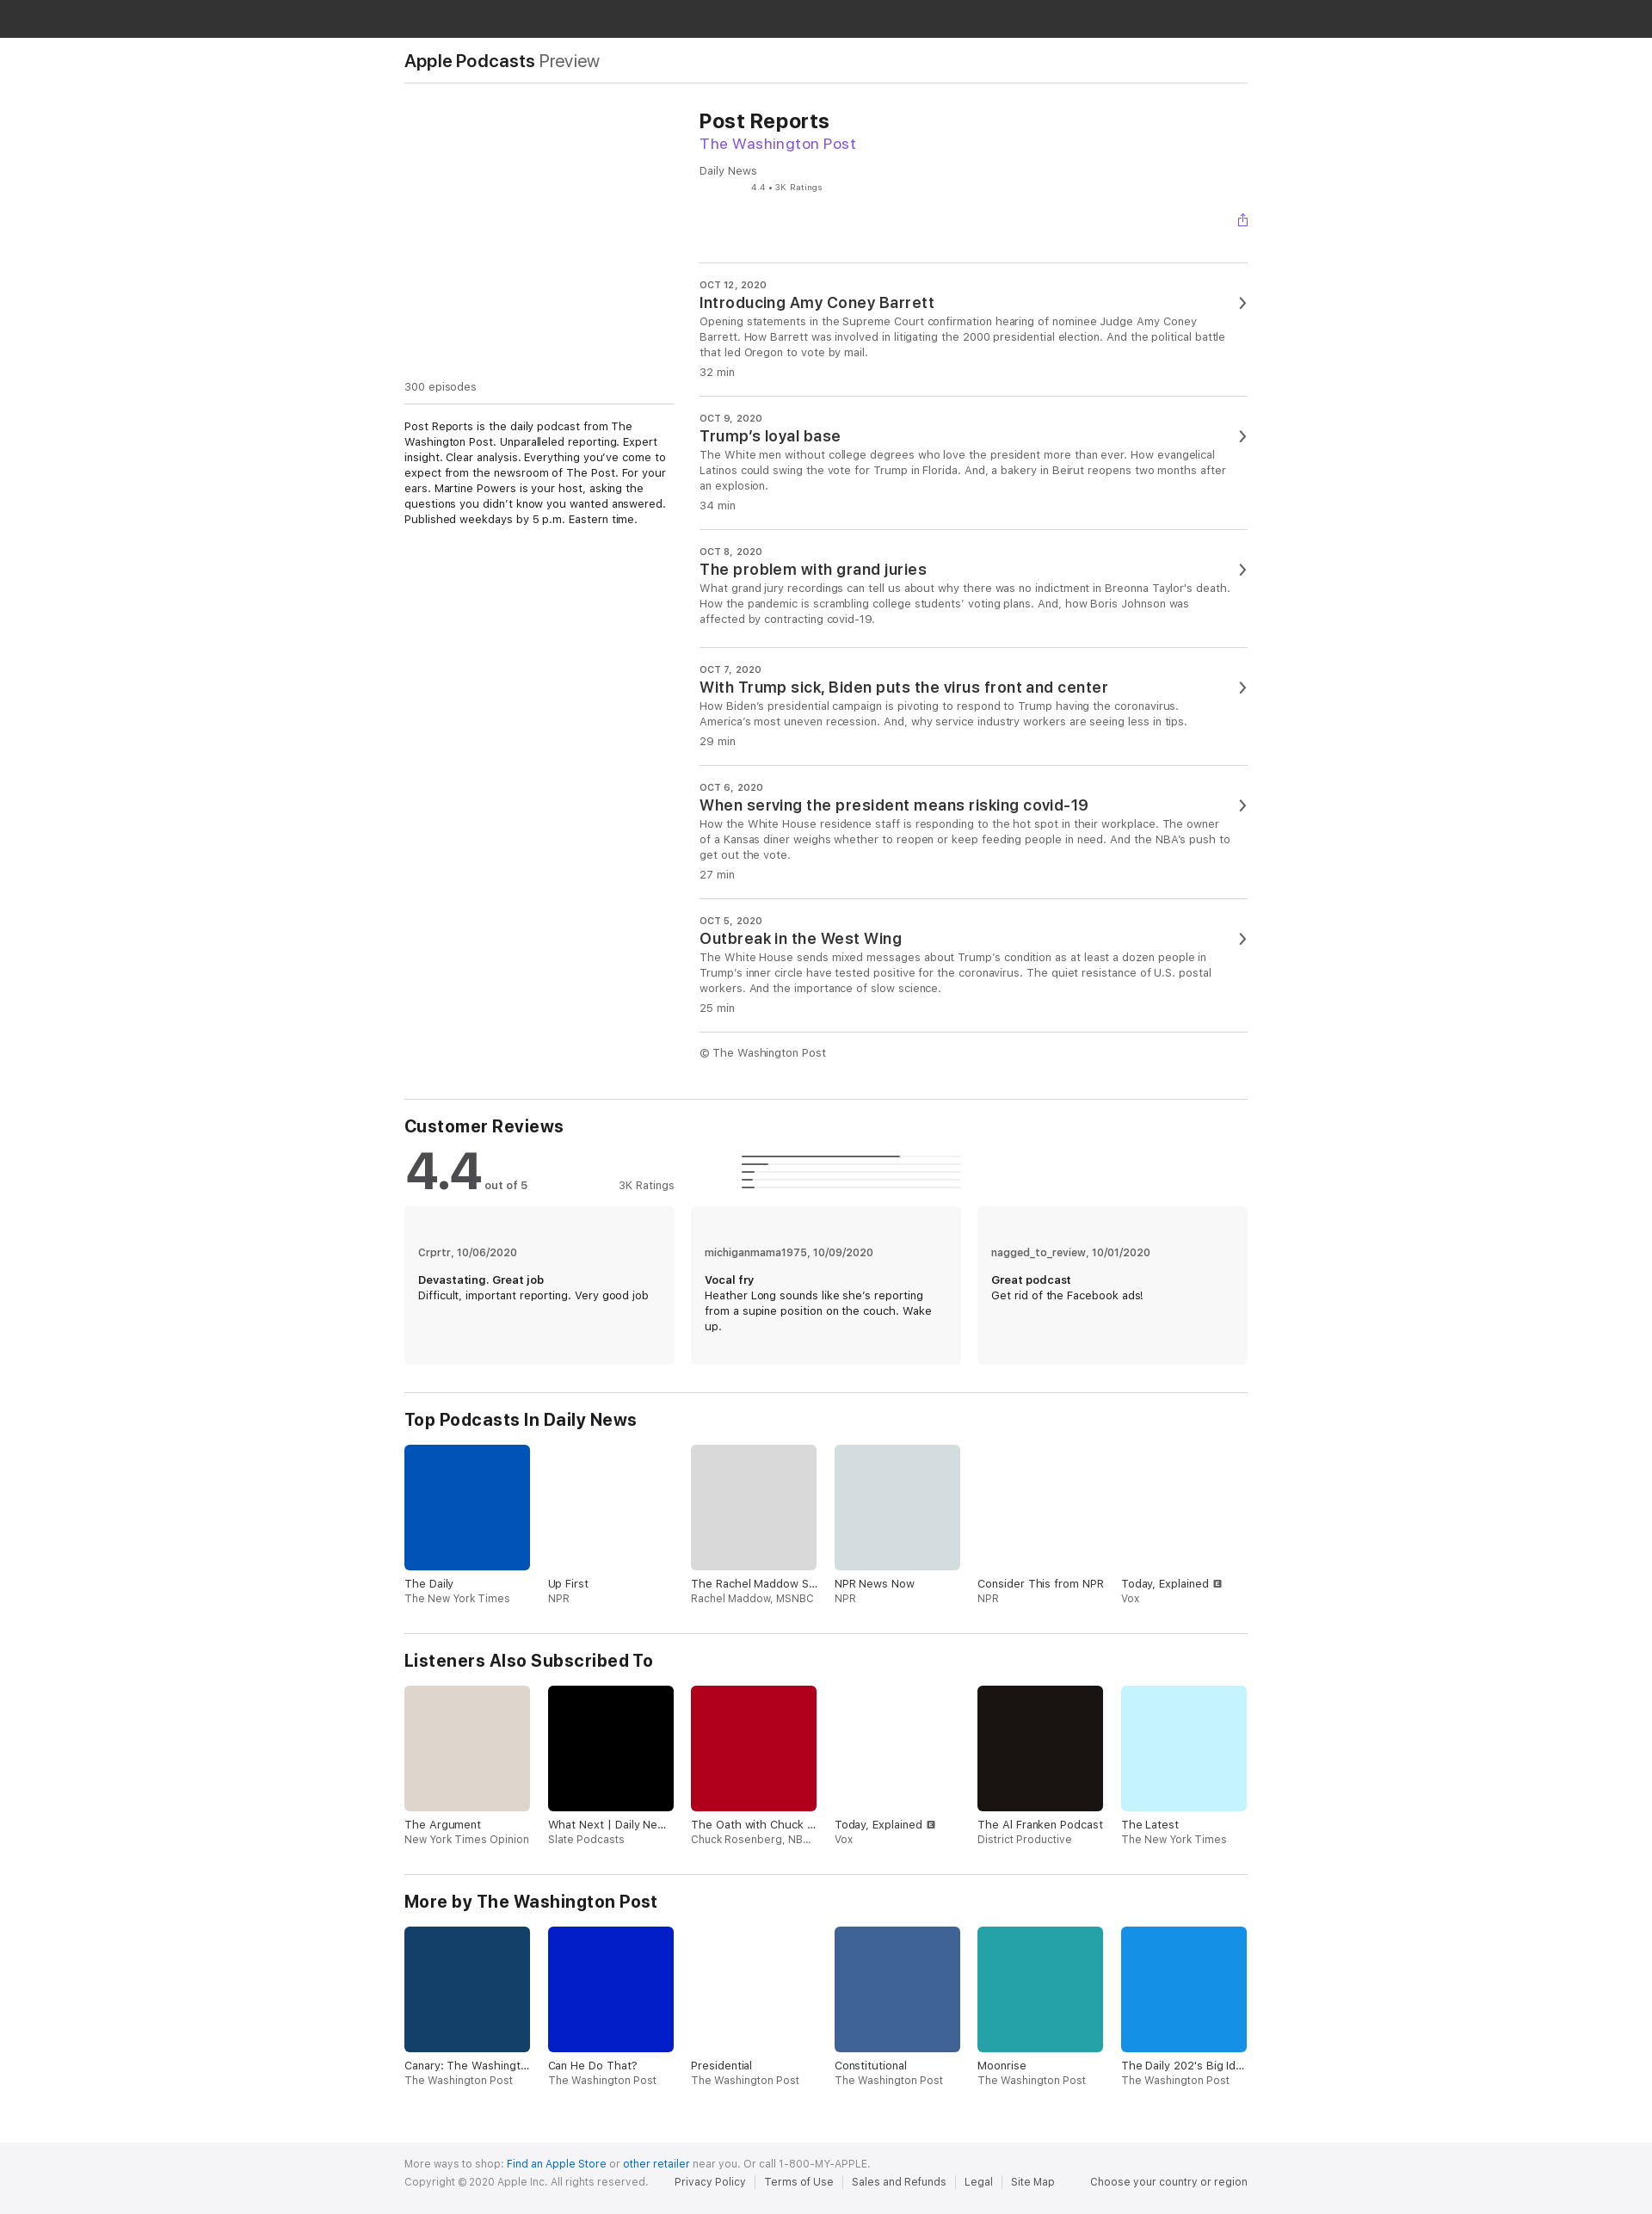 Apple Podcasts Preview
Post Reports
The Washington Post
Daily News
4.4 • 3K Ratings
OCT 12, 2020
Introducing Amy Coney Barrett
Opening statements in the Supreme Court confirmation hearing of nominee Judge Amy Coney
Barrett. How Barrett was involved in litigating the 2000 presidential election. And the political battle
that led Oregon to vote by mail.
32 min
300 episodes
Post Reports is the daily podcast from The
Washington Post. Unparalleled reporting. Expert
insight. Clear analysis. Everything you’ve come to
expect from the newsroom of The Post. For your
ears. Martine Powers is your host, asking the
questions you didn’t know you wanted answered.
Published weekdays by 5 p.m. Eastern time.
OCT 9, 2020
Trump’s loyal base
The White men without college degrees who love the president more than ever. How evangelical
Latinos could swing the vote for Trump in Florida. And, a bakery in Beirut reopens two months after
an explosion.
34 min
OCT 8, 2020
The problem with grand juries
What grand jury recordings can tell us about why there was no indictment in Breonna Taylor's death.
How the pandemic is scrambling college students’ voting plans. And, how Boris Johnson was
affected by contracting covid-19.
OCT 7, 2020
With Trump sick, Biden puts the virus front and center
How Biden’s presidential campaign is pivoting to respond to Trump having the coronavirus.
America’s most uneven recession. And, why service industry workers are seeing less in tips.
29 min
OCT 6, 2020
When serving the president means risking covid-19
How the White House residence staff is responding to the hot spot in their workplace. The owner
of a Kansas diner weighs whether to reopen or keep feeding people in need. And the NBA’s push to
get out the vote.
27 min
OCT 5, 2020
Outbreak in the West Wing
The White House sends mixed messages about Trump’s condition as at least a dozen people in
Trump’s inner circle have tested positive for the coronavirus. The quiet resistance of U.S. postal
workers. And the importance of slow science.
25 min
© The Washington Post
Customer Reviews
4.4 out of 5
3K Ratings
Crprtr, 10/06/2020
Devastating. Great job
Difficult, important reporting. Very good job
michiganmama1975, 10/09/2020
Vocal fry
Heather Long sounds like she’s reporting
from a supine position on the couch. Wake
up.
nagged_to_review, 10/01/2020
Great podcast
Get rid of the Facebook ads!
Top Podcasts In Daily News
The Daily
The New York Times
Up First
NPR
The Rachel Maddow S…
Rachel Maddow, MSNBC
NPR News Now
NPR
Consider This from NPR
NPR
Today, Explained E
Vox
Listeners Also Subscribed To
The Argument
New York Times Opinion
What Next | Daily Ne…
Slate Podcasts
The Oath with Chuck …
Chuck Rosenberg, NB…
Today, Explained E
Vox
The Al Franken Podcast
District Productive
The Latest
The New York Times
More by The Washington Post
Canary: The Washingt…
The Washington Post
Can He Do That?
The Washington Post
Presidential
The Washington Post
Constitutional
The Washington Post
Moonrise
The Washington Post
The Daily 202's Big Id…
The Washington Post
More ways to shop: Find an Apple Store or other retailer near you. Or call 1-800-MY-APPLE.
Copyright © 2020 Apple Inc. All rights reserved. Privacy Policy Terms of Use Sales and Refunds Legal Site Map Choose your country or region